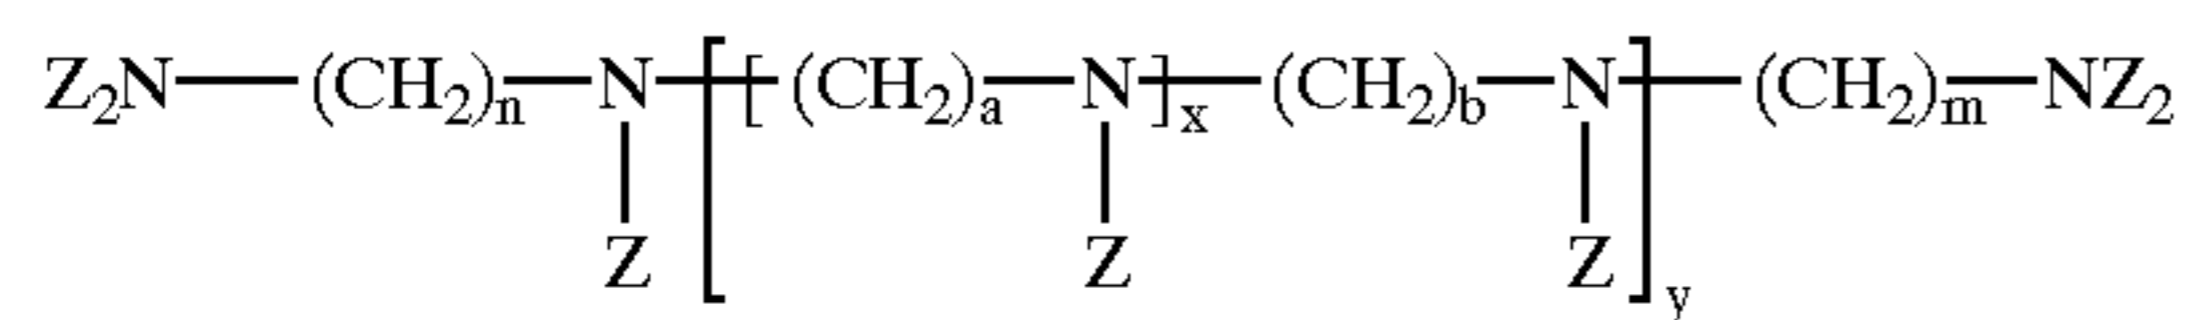 Z₂N—(CH₂)ₙ—N—[[(CH₂)ₐ—N]ₓ—(CH₂)b—N]y—(CH₂)ₘ—NZ₂
Z Z Z